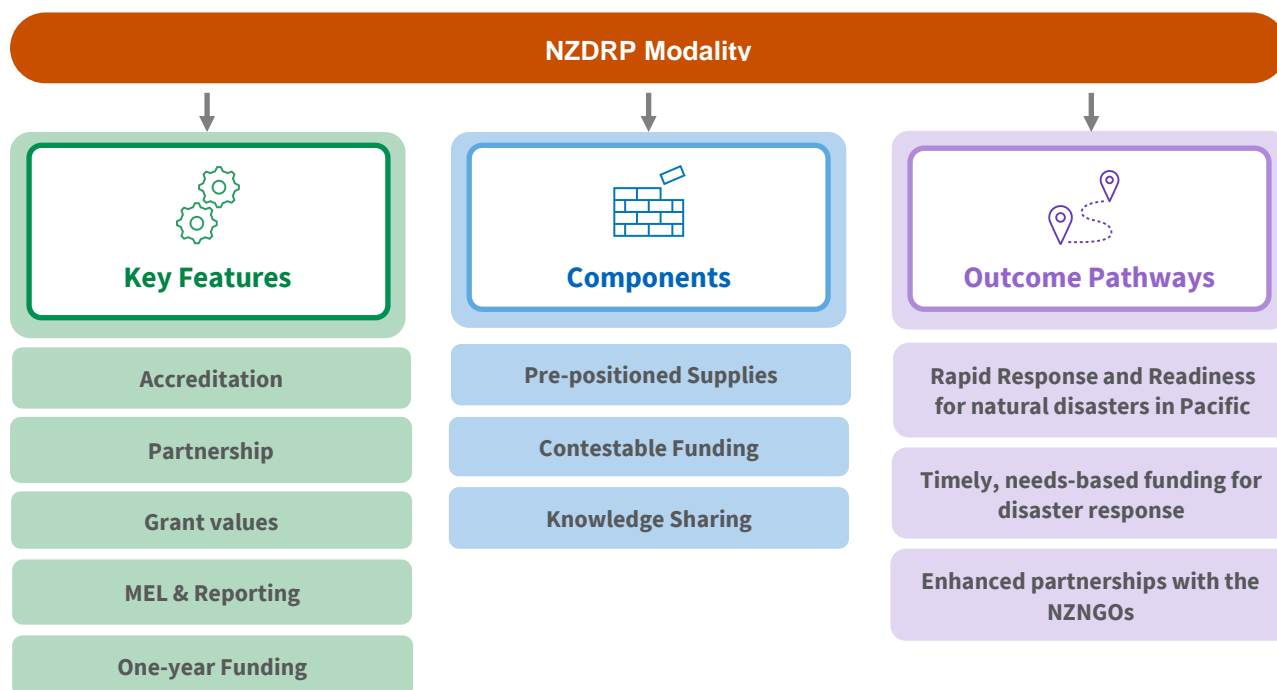 NZDRP Modality
Key Features
Accreditation
Partnership
Grant values
MEL & Reporting
One-year Funding
Components
Pre-positioned Supplies
Contestable Funding
Knowledge Sharing
Outcome Pathways
Rapid Response and Readiness
for natural disasters in Pacific
Timely, needs-based funding for
disaster response
Enhanced partnerships with the
NZNGOs